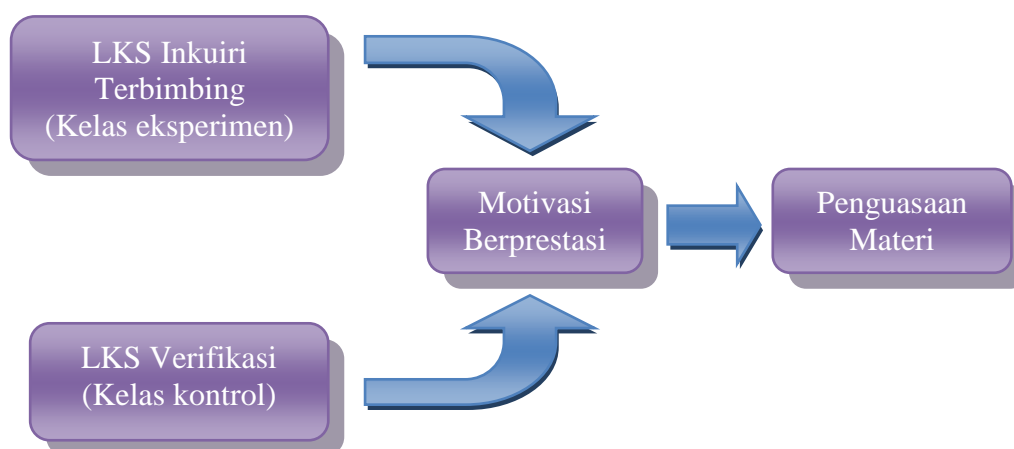 LKS Inkuiri
Terbimbing
(Kelas eksperimen)
Motivasi
Berprestasi
Penguasaan
Materi
LKS Verifikasi
(Kelas kontrol)